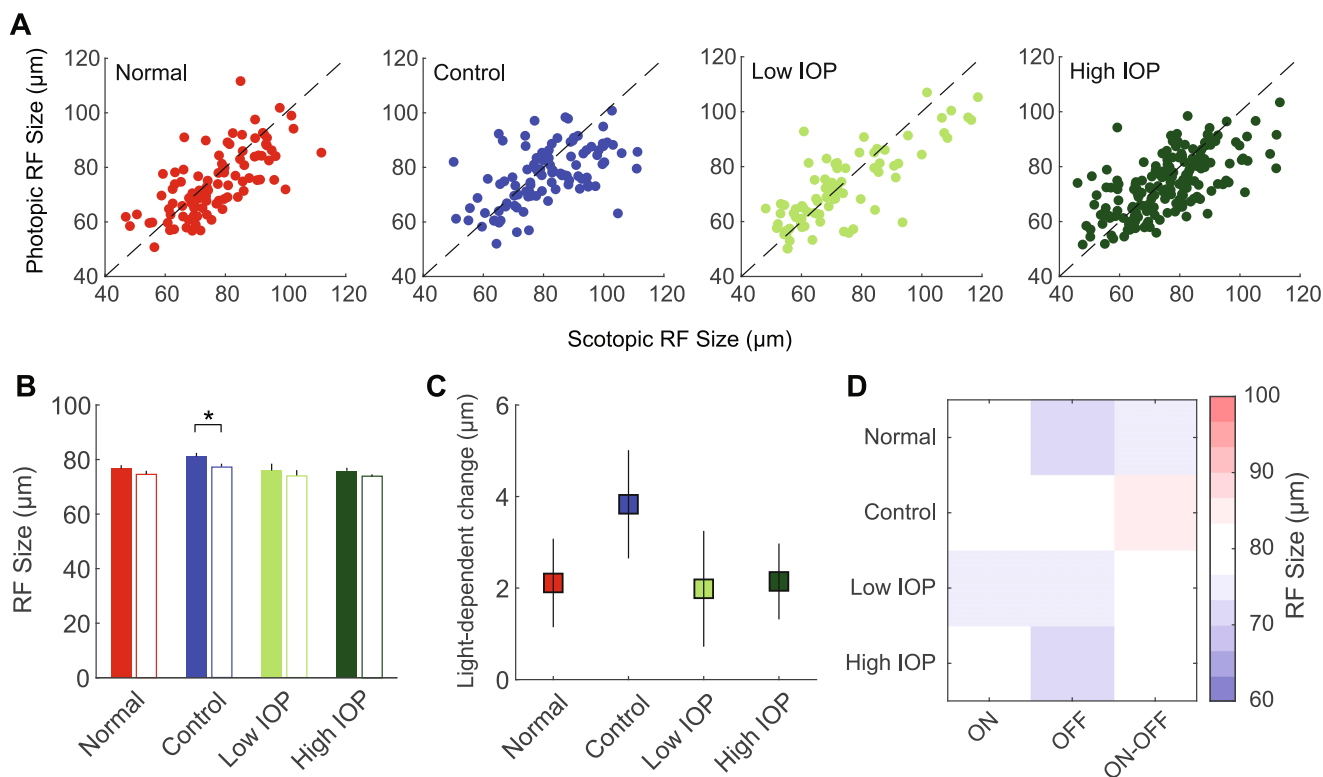 A
Photopic RF Size (μm)
Normal
Control
Low IOP
High IOP
120
100
80
60
40
40 60 80 100 120
120
100
80
60
40
40 60 80 100 120
120
100
80
60
40
40 60 80 100 120
120
100
80
60
40
40 60 80 100 120
Scotopic RF Size (μm)
B
RF Size (μm)
100
80
60
40
20
0
*
Normal
Control
Low IOP
High IOP
C
Light-dependent change (μm)
6
4
2
0
Normal
Control
Low IOP
High IOP
D
Normal
Control
Low IOP
High IOP
ON
OFF
ON-OFF
100
90
80
70
60
RF Size (μm)